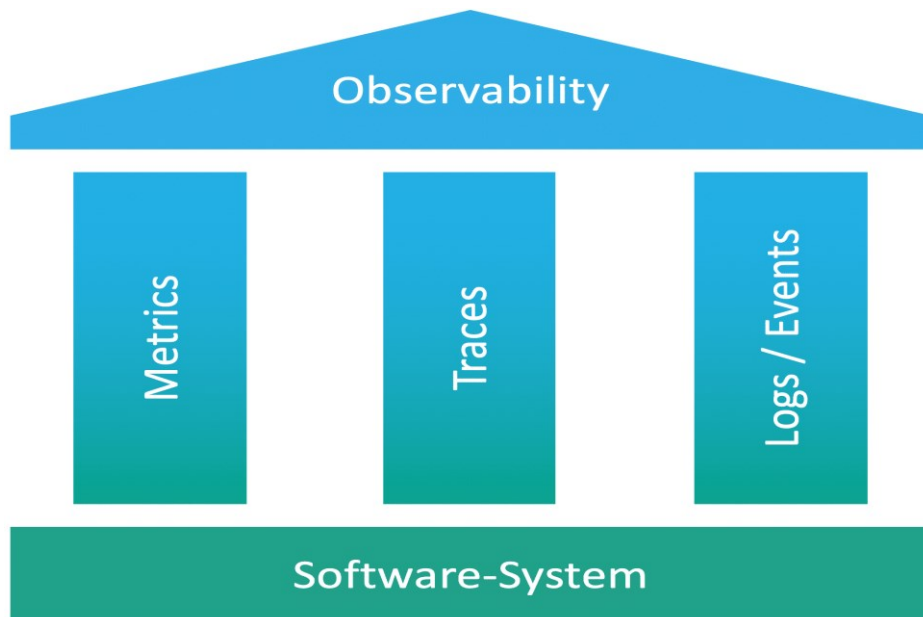 Observability
Metrics
Traces
Logs / Events
Software-System